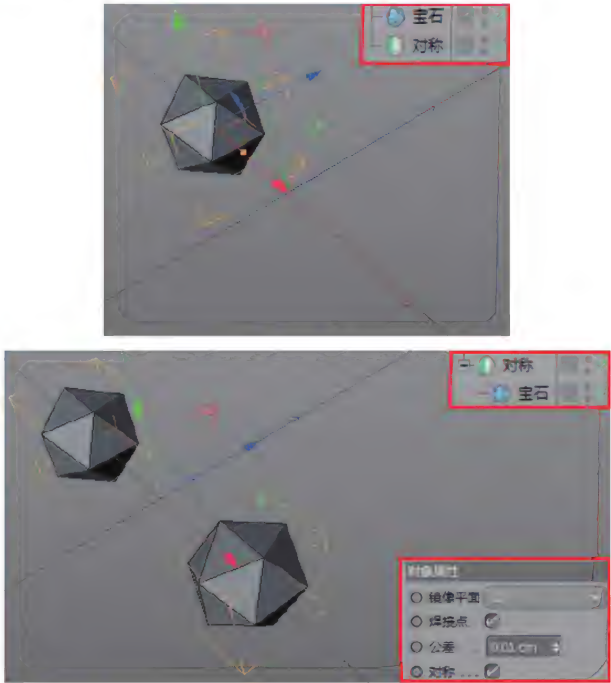 宝石
对称
对称
宝石
对象属性
镜像平面
焊接点
公差 . . 0.01 cm
对称 . . . .